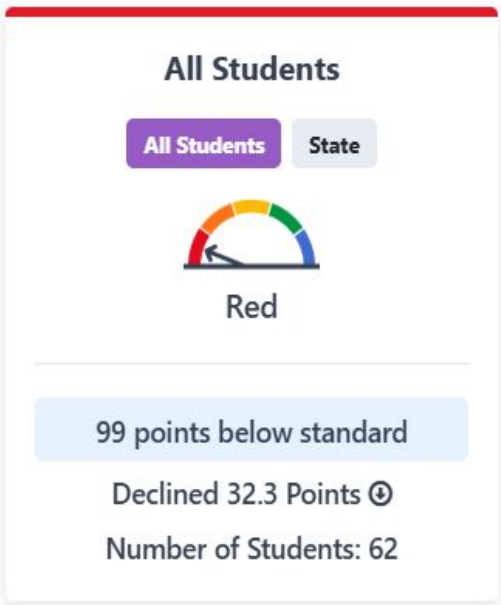 All Students
All Students State
Red
99 points below standard
Declined 32.3 Points
Number of Students: 62